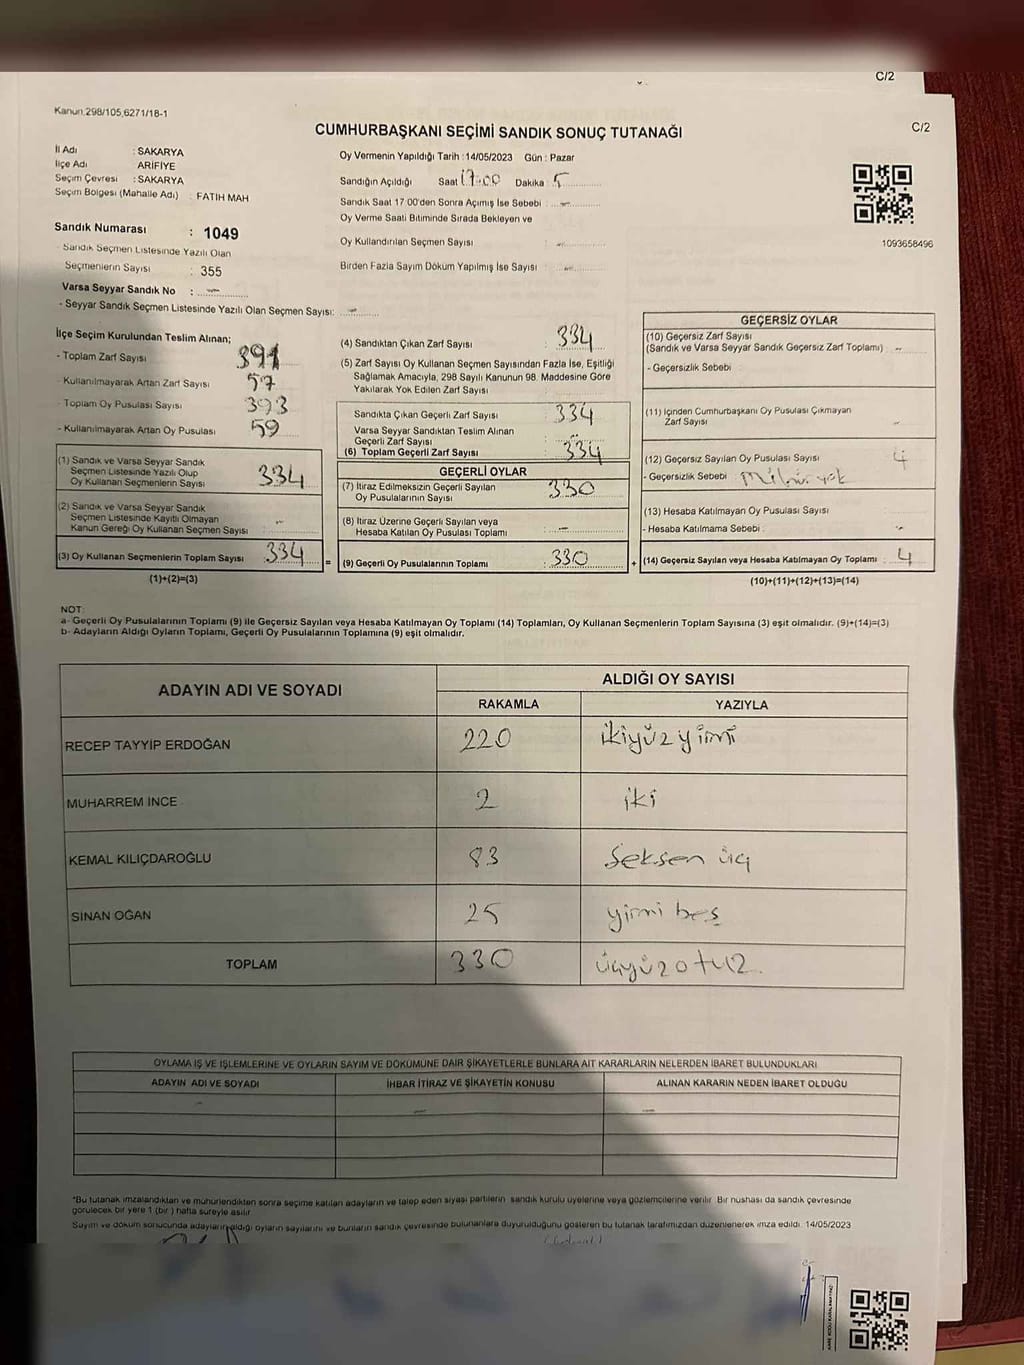 C/2
C/2
Kanun.298/105,6271/18-1
CUMHURBAŞKANI SEÇİMİ SANDIK SONUÇ TUTANAĞI
İl Adı : SAKARYA
İlçe Adı : ARİFİYE
Seçim Çevresi : SAKARYA
Seçim Bölgesi (Mahalle Adı) : FATİH MAH
Sandık Numarası : 1049
- Sandık Seçmen Listesinde Yazılı Olan
Seçmenlerin Sayısı : 355
Varsa Seyyar Sandık No : -
- Seyyar Sandık Seçmen Listesinde Yazılı Olan Seçmen Sayısı: -
Oy Vermenin Yapıldığı Tarih :14/05/2023 Gün : Pazar
Sandığın Açıldığı Saat 17:00 Dakika 5
Sandık Saat 17:00'den Sonra Açımış İse Sebebi : -
Oy Verme Saati Bitiminde Sırada Bekleyen ve
Oy Kullandırılan Seçmen Sayısı : -
Birden Fazla Sayım Döküm Yapılmış İse Sayısı : -
1093658496
İlçe Seçim Kurulundan Teslim Alınan;
- Toplam Zarf Sayısı 391
- Kullanılmayarak Artan Zarf Sayısı 57
- Toplam Oy Pusulası Sayısı 393
- Kullanılmayarak Artan Oy Pusulası 59
(1) Sandık ve Varsa Seyyar Sandık
Seçmen Listesinde Yazılı Olup
Oy Kullanan Seçmenlerin Sayısı 334
(2) Sandık ve Varsa Seyyar Sandık
Seçmen Listesinde Kayıtlı Olmayan
Kanun Gereği Oy Kullanan Seçmen Sayısı -
(3) Oy Kullanan Seçmenlerin Toplam Sayısı 334
(1)+(2)=(3)
=
(4) Sandıktan Çıkan Zarf Sayısı : 334
(5) Zarf Sayısı Oy Kullanan Seçmen Sayısından Fazla İse, Eşitliği
Sağlamak Amacıyla, 298 Sayılı Kanunun 98. Maddesine Göre
Yakılarak Yok Edilen Zarf Sayısı :
Sandıkta Çıkan Geçerli Zarf Sayısı : 334
Varsa Seyyar Sandıktan Teslim Alınan
Geçerli Zarf Sayısı : -
(6) Toplam Geçerli Zarf Sayısı : 334
GEÇERLİ OYLAR
(7) İtiraz Edilmeksizin Geçerli Sayılan
Oy Pusulalarının Sayısı : 330
(8) İtiraz Üzerine Geçerli Sayılan veya
Hesaba Katılan Oy Pusulası Toplamı : -
(9) Geçerli Oy Pusulalarının Toplamı : 330
+
GEÇERSİZ OYLAR
(10) Geçersiz Zarf Sayısı
(Sandık ve Varsa Seyyar Sandık Geçersiz Zarf Toplamı) : -
- Geçersizlik Sebebi
(11) İçinden Cumhurbaşkanı Oy Pusulası Çıkmayan
Zarf Sayısı -
(12) Geçersiz Sayılan Oy Pusulası Sayısı 4
- Geçersizlik Sebebi Mühür yok
(13) Hesaba Katılmayan Oy Pusulası Sayısı
- Hesaba Katılmama Sebebi : -
(14) Geçersiz Sayılan veya Hesaba Katılmayan Oy Toplamı : 4
(10)+(11)+(12)+(13)=(14)
NOT:
a- Geçerli Oy Pusulalarının Toplamı (9) ile Geçersiz Sayılan veya Hesaba Katılmayan Oy Toplamı (14) Toplamları, Oy Kullanan Seçmenlerin Toplam Sayısına (3) eşit olmalıdır. (9)+(14)=(3)
b- Adayların Aldığı Oyların Toplamı, Geçerli Oy Pusulalarının Toplamına (9) eşit olmalıdır.
ADAYIN ADI VE SOYADI ALDIĞI OY SAYISI
RAKAMLA YAZIYLA
RECEP TAYYİP ERDOĞAN 220 ikiyüzyirmi
MUHARREM İNCE 2 iki
KEMAL KILIÇDAROĞLU 83 Seksen üç
SİNAN OĞAN 25 yirmi beş
TOPLAM 330 üçyüzotuz
OYLAMA İŞ VE İŞLEMLERİNE VE OYLARIN SAYIM VE DÖKÜMÜNE DAİR ŞİKAYETLERLE BUNLARA AİT KARARLARIN NELERDEN İBARET BULUNDUKLARI
ADAYIN ADI VE SOYADI İHBAR İTİRAZ VE ŞİKAYETİN KONUSU ALINAN KARARIN NEDEN İBARET OLDUĞU
- - -
*Bu tutanak imzalandıktan ve mühürlendikten sonra seçime katılan adayların ve talep eden siyasi partilerin sandık kurulu üyelerine veya gözlemcilerine verilir. Bir nüshası da sandık çevresinde
görülecek bir yere 1 (bir ) hafta süreyle asılır.
Sayım ve döküm sonucunda adayların aldığı oyların sayılarını ve bunların sandık çevresinde bulunanlara duyurulduğunu gösteren bu tutanak tarafımızdan düzenlenerek imza edildi. 14/05/2023